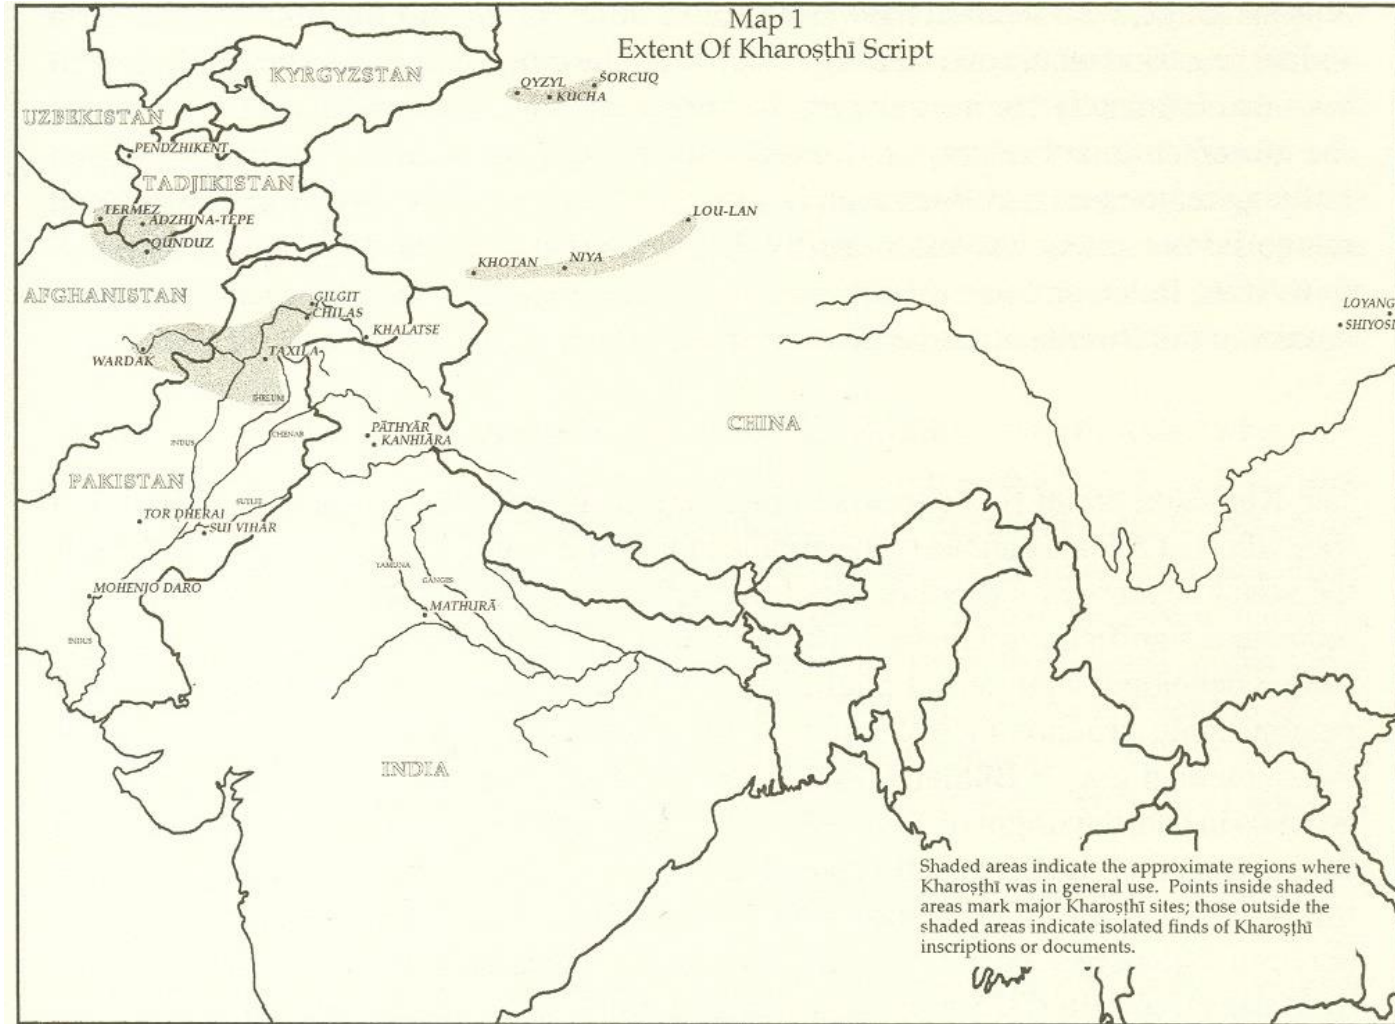 Map 1
Extent Of Kharoṣṭhī Script
KYRGYZSTAN
QYZYL
ŠORCUQ
KUCHA
UZBEKISTAN
PENDZHIKENT
TADJIKISTAN
TERMEZ
ADZHINA-TEPE
QUNDUZ
LOU-LAN
KHOTAN
NIYA
AFGHANISTAN
GILGIT
CHILAS
KHALATSE
LOYANG
SHIYOSI
WARDAK
TAXILA
JHELUM
CHINA
PĀTHYĀR
KANHIĀRA
INDUS
CHENAB
PAKISTAN
SUTLEJ
TOR DHERAI
SUI VIHAR
YAMUNA
GANGES
MOHENJO DARO
MATHURĀ
INDUS
INDIA
Shaded areas indicate the approximate regions where
Kharoṣṭhī was in general use. Points inside shaded
areas mark major Kharoṣṭhī sites; those outside the
shaded areas indicate isolated finds of Kharoṣṭhī
inscriptions or documents.